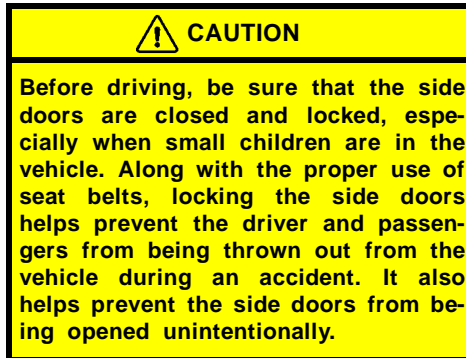 CAUTION
Before driving, be sure that the side
doors are closed and locked, espe-
cially when small children are in the
vehicle. Along with the proper use of
seat belts, locking the side doors
helps prevent the driver and passen-
gers from being thrown out from the
vehicle during an accident. It also
helps prevent the side doors from be-
ing opened unintentionally.